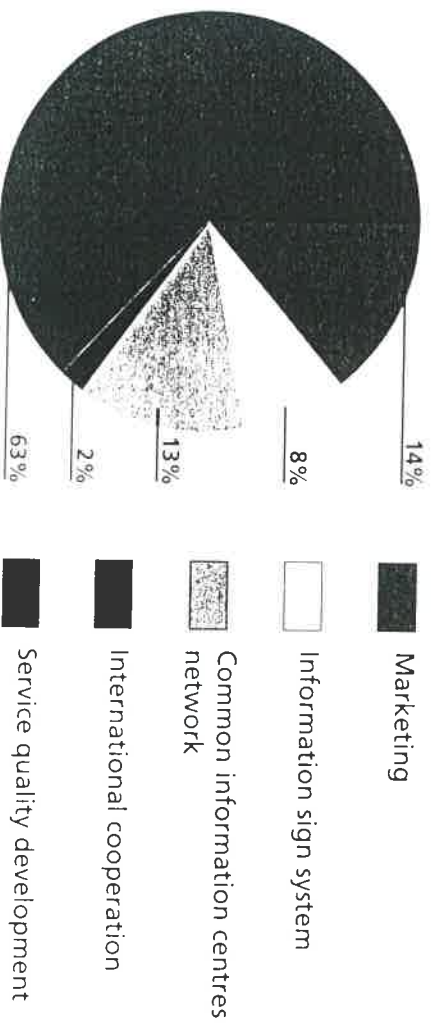 14%
8%
13%
2%
63%
Marketing
Information sign system
Common information centres
network
International cooperation
Service quality development